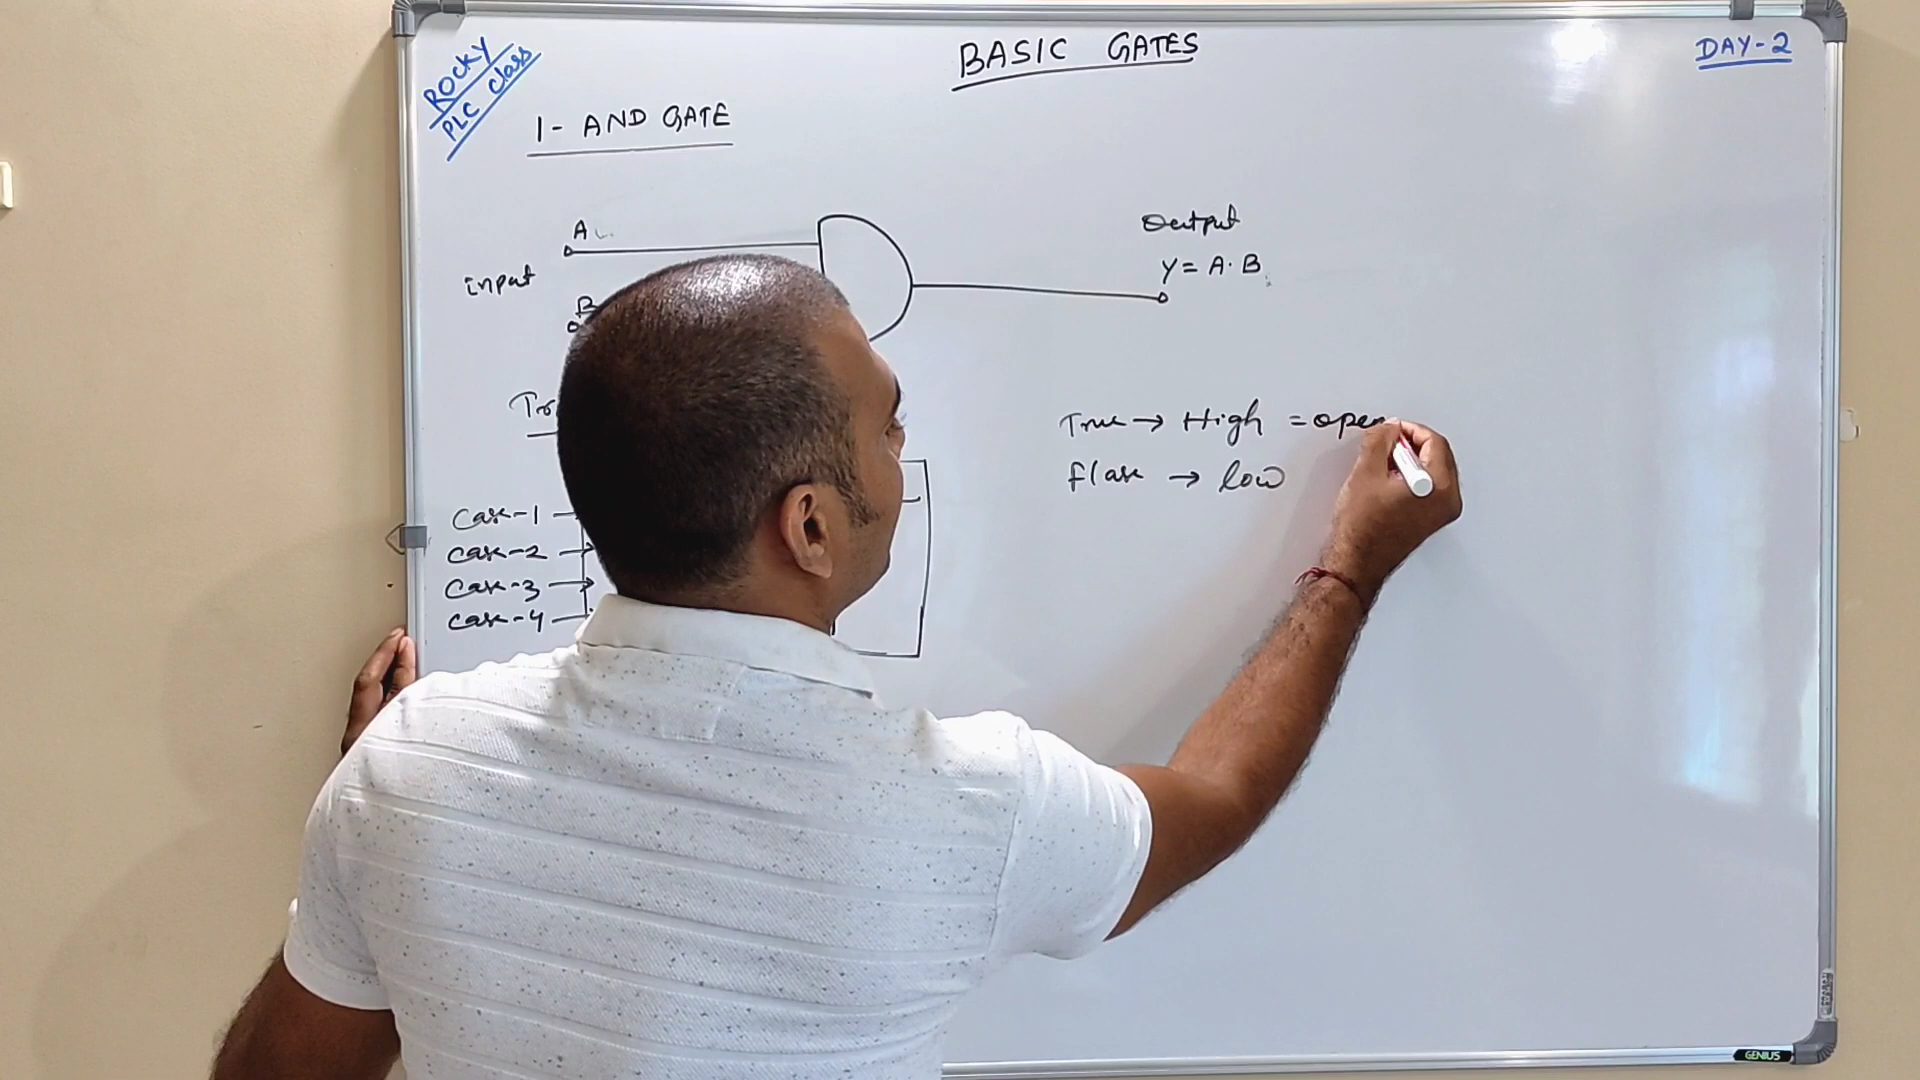 ROCKY
PLC Class
BASIC GATES
DAY-2
1- AND GATE
A
input
B
Output
Y = A·B
True → High = open
flase → low
Case-1
Case-2 →
Case-3 →
Case-4
GENIUS